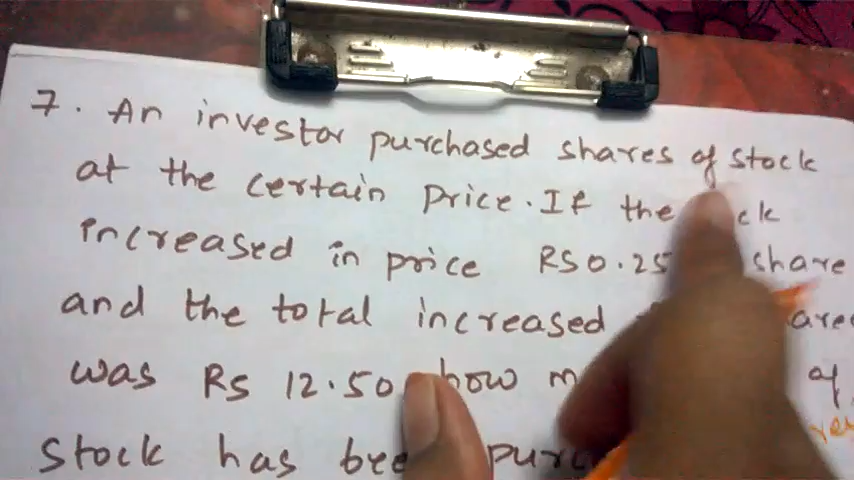 7. An investor purchased shares of stock
at the certain price. If the
increased in price RS 0.25 share
and the total increased
was Rs 12.50 how of
stock has